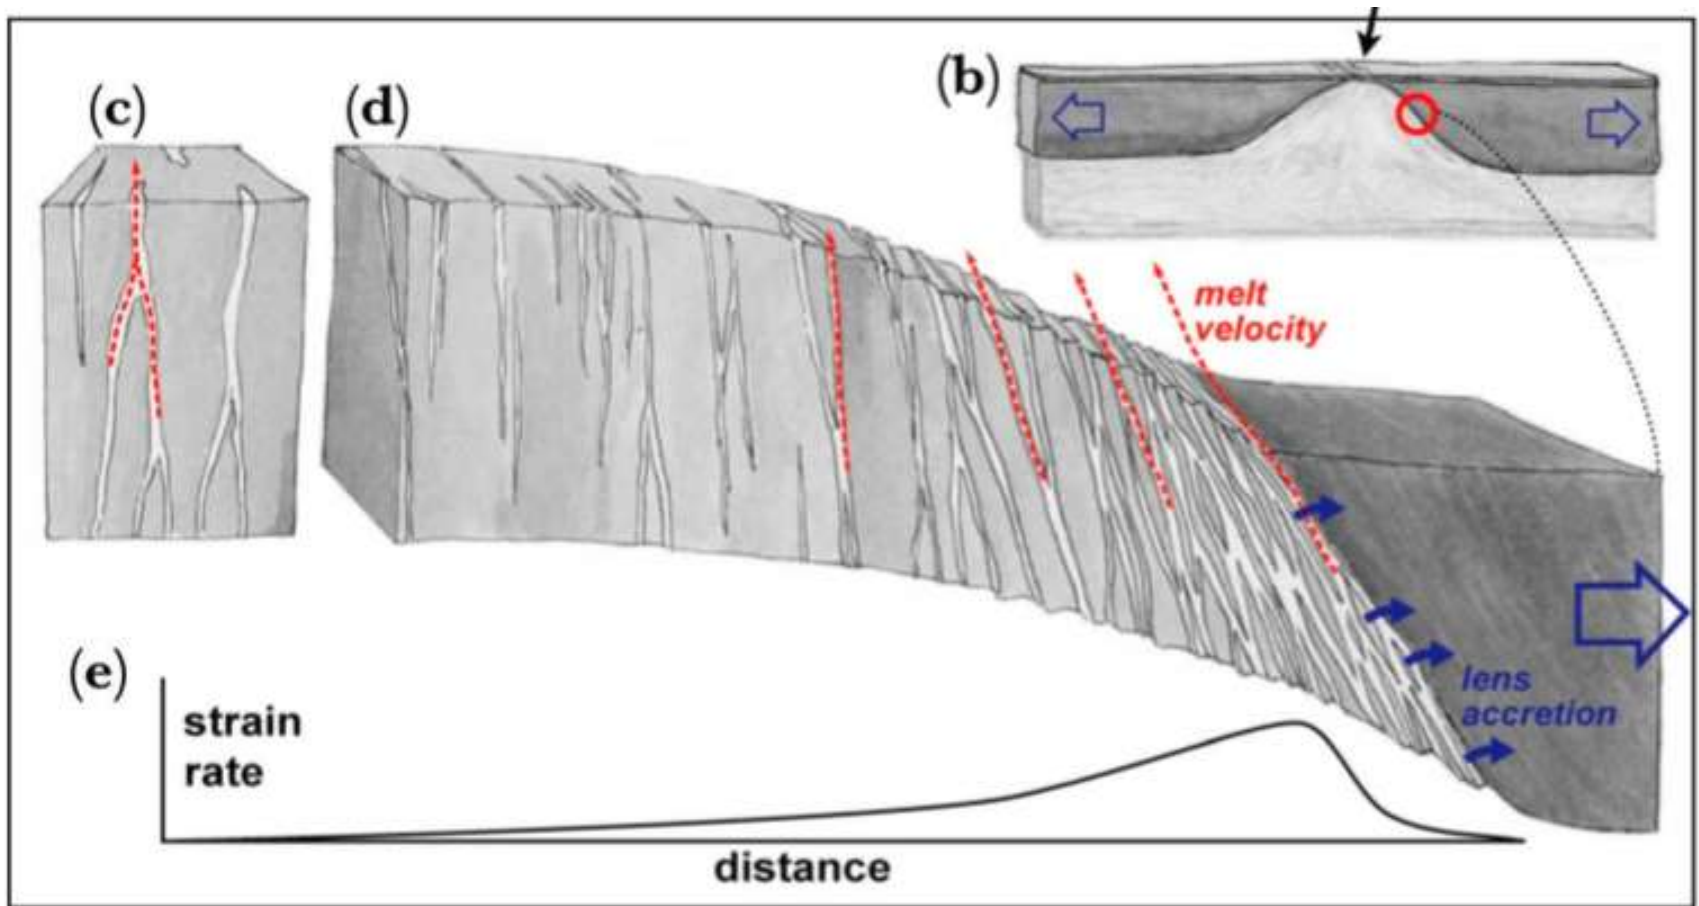 (b)
(c)
(d)
melt
velocity
lens
accretion
(e)
strain
rate
distance